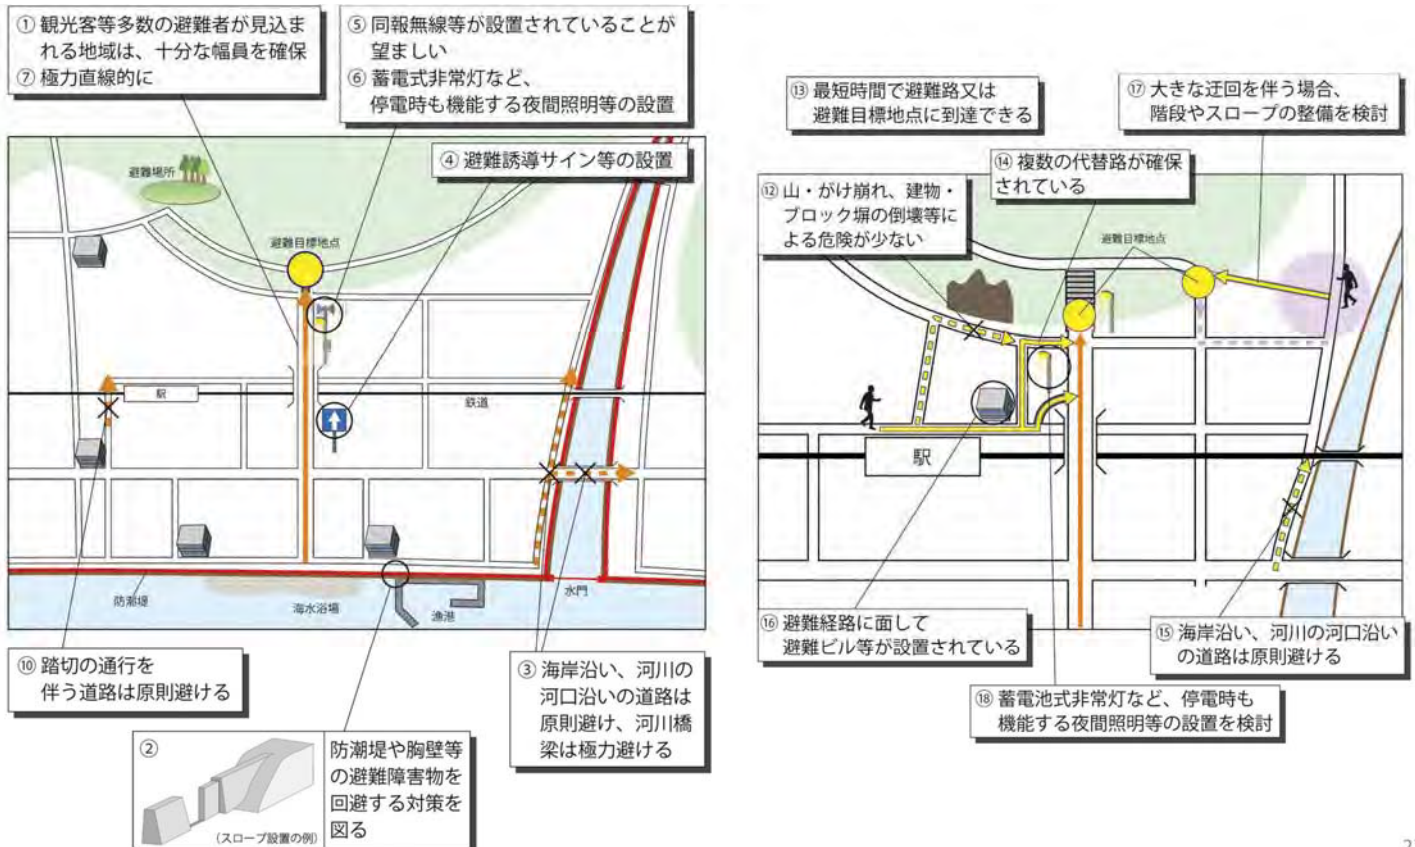 ① 観光客等多数の避難者が見込ま
れる地域は、十分な幅員を確保
⑦ 極力直線的に
⑤ 同報無線等が設置されていることが
望ましい
⑥ 蓄電式非常灯など、
停電時も機能する夜間照明等の設置
④ 避難誘導サイン等の設置
避難場所
避難目標地点
駅
鉄道
防潮堤
海水浴場
漁港
水門
⑩ 踏切の通行を
伴う道路は原則避ける
③ 海岸沿い、河川の
河口沿いの道路は
原則避け、河川橋
梁は極力避ける
②
(スロープ設置の例)
防潮堤や胸壁等
の避難障害物を
回避する対策を
図る
⑬ 最短時間で避難路又は
避難目標地点に到達できる
⑰ 大きな迂回を伴う場合、
階段やスロープの整備を検討
⑭ 複数の代替路が確保
されている
⑫ 山・がけ崩れ、建物・
ブロック塀の倒壊等に
よる危険が少ない
避難目標地点
駅
⑯ 避難経路に面して
避難ビル等が設置されている
⑮ 海岸沿い、河川の河口沿い
の道路は原則避ける
⑱ 蓄電池式非常灯など、停電時も
機能する夜間照明等の設置を検討